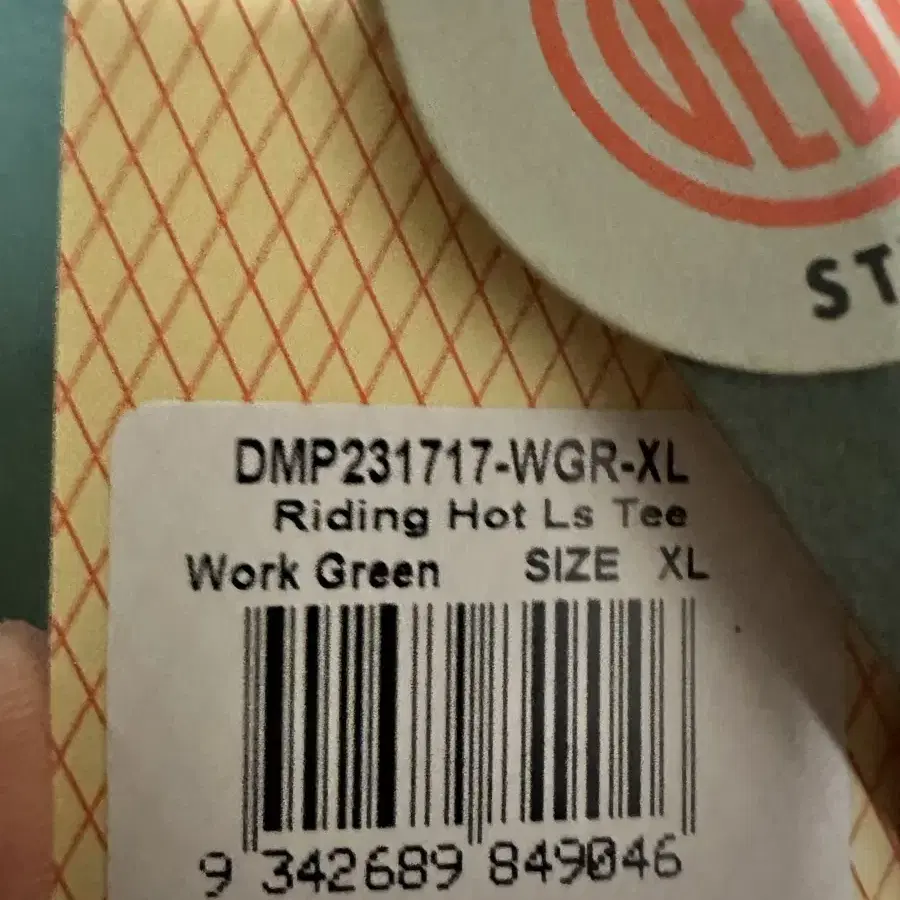 DMP231717-WGR-XL
Riding Hot Ls Tee
Work Green SIZE XL
9 342689 849046